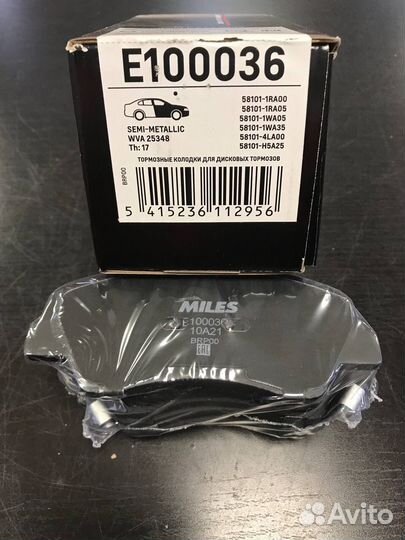 E100036
SEMI-METALLIC
WVA 25348
Th: 17
58101-1RA00
58101-1RA05
58101-1WA05
58101-1WA35
58101-4LA00
58101-H5A25
ТОРМОЗНЫЕ КОЛОДКИ ДЛЯ ДИСКОВЫХ ТОРМОЗОВ
BRP00
5 415236 112956
MILES
E100036
10A21
BRP00
EAC
Avito